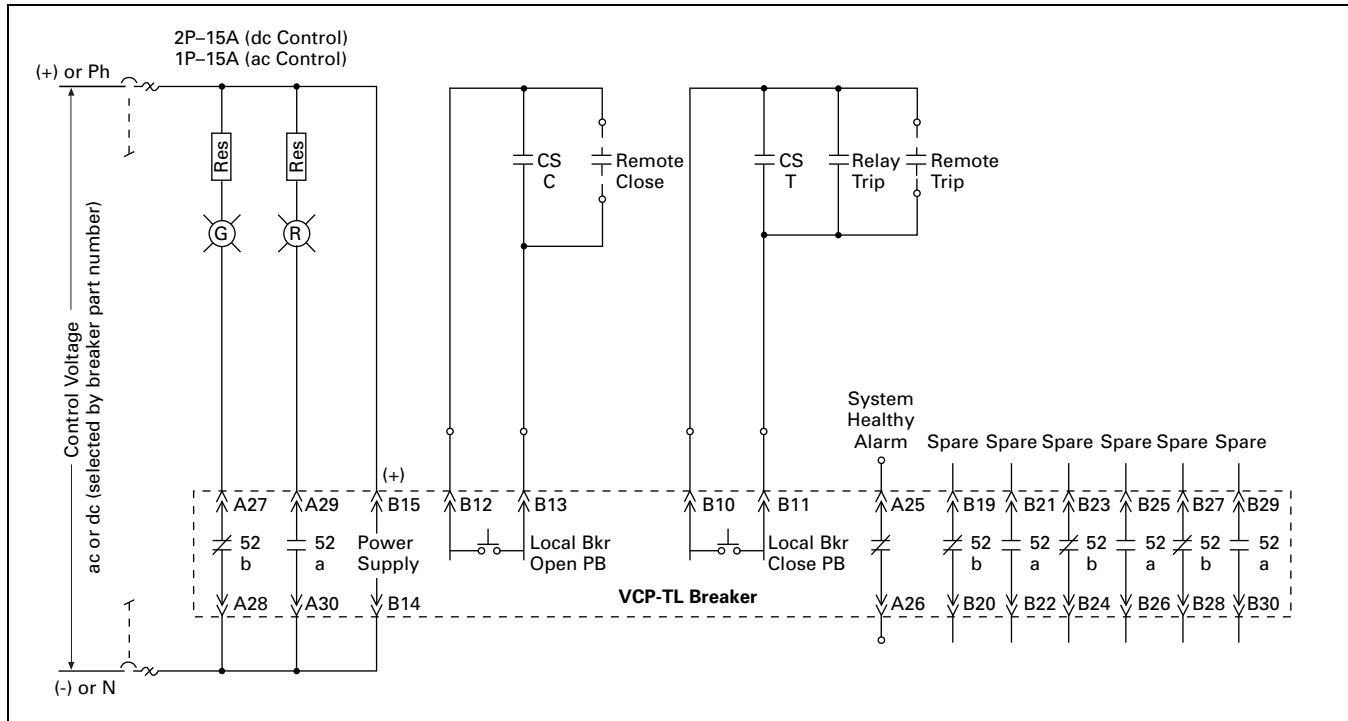 2P–15A (dc Control)
1P–15A (ac Control)
(+) or Ph
Control Voltage
ac or dc (selected by breaker part number)
(-) or N
Res
Res
G
R
CS
C
Remote
Close
CS
T
Relay
Trip
Remote
Trip
System
Healthy
Alarm
Spare
Spare
Spare
Spare
Spare
Spare
(+)
A27
A29
B15
B12
B13
B10
B11
A25
B19
B21
B23
B25
B27
B29
52
b
52
a
Power
Supply
Local Bkr
Open PB
Local Bkr
Close PB
52
b
52
a
52
b
52
a
52
b
52
a
VCP-TL Breaker
A28
A30
B14
A26
B20
B22
B24
B26
B28
B30